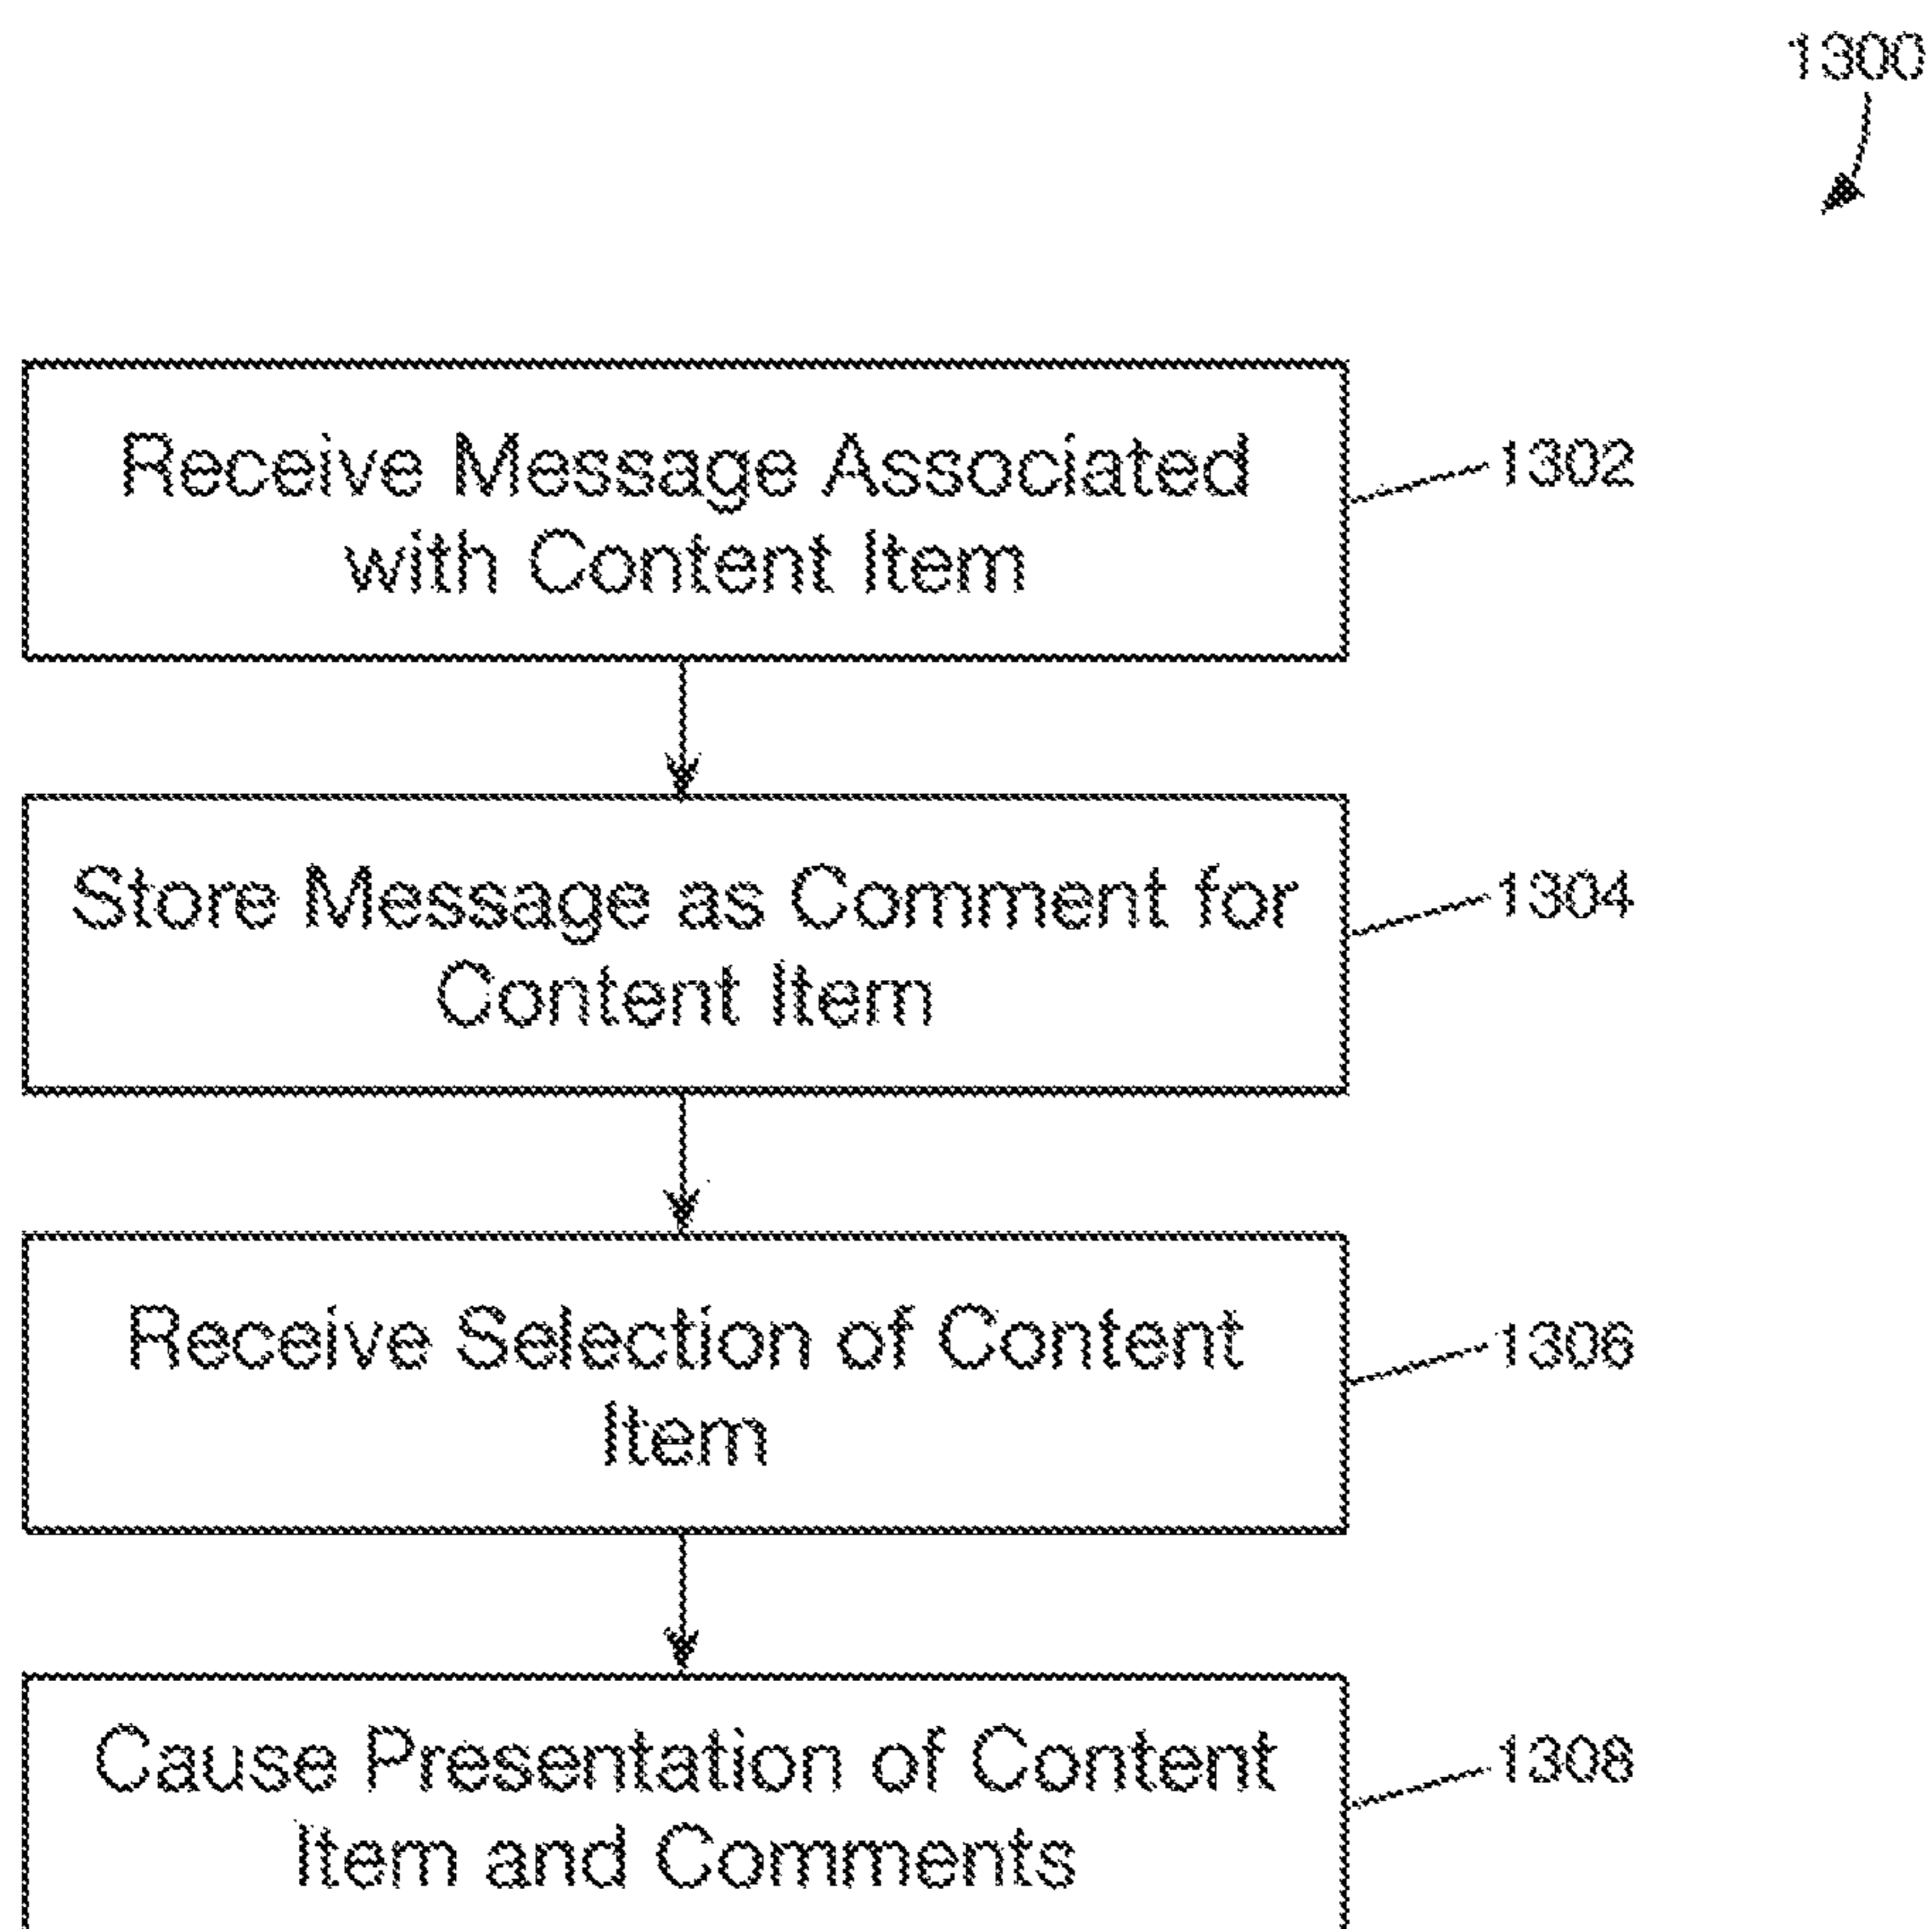 1300
Receive Message Associated
with Content Item
1302
Store Message as Comment for
Content Item
1304
Receive Selection of Content
Item
1306
Cause Presentation of Content
Item and Comments
1308